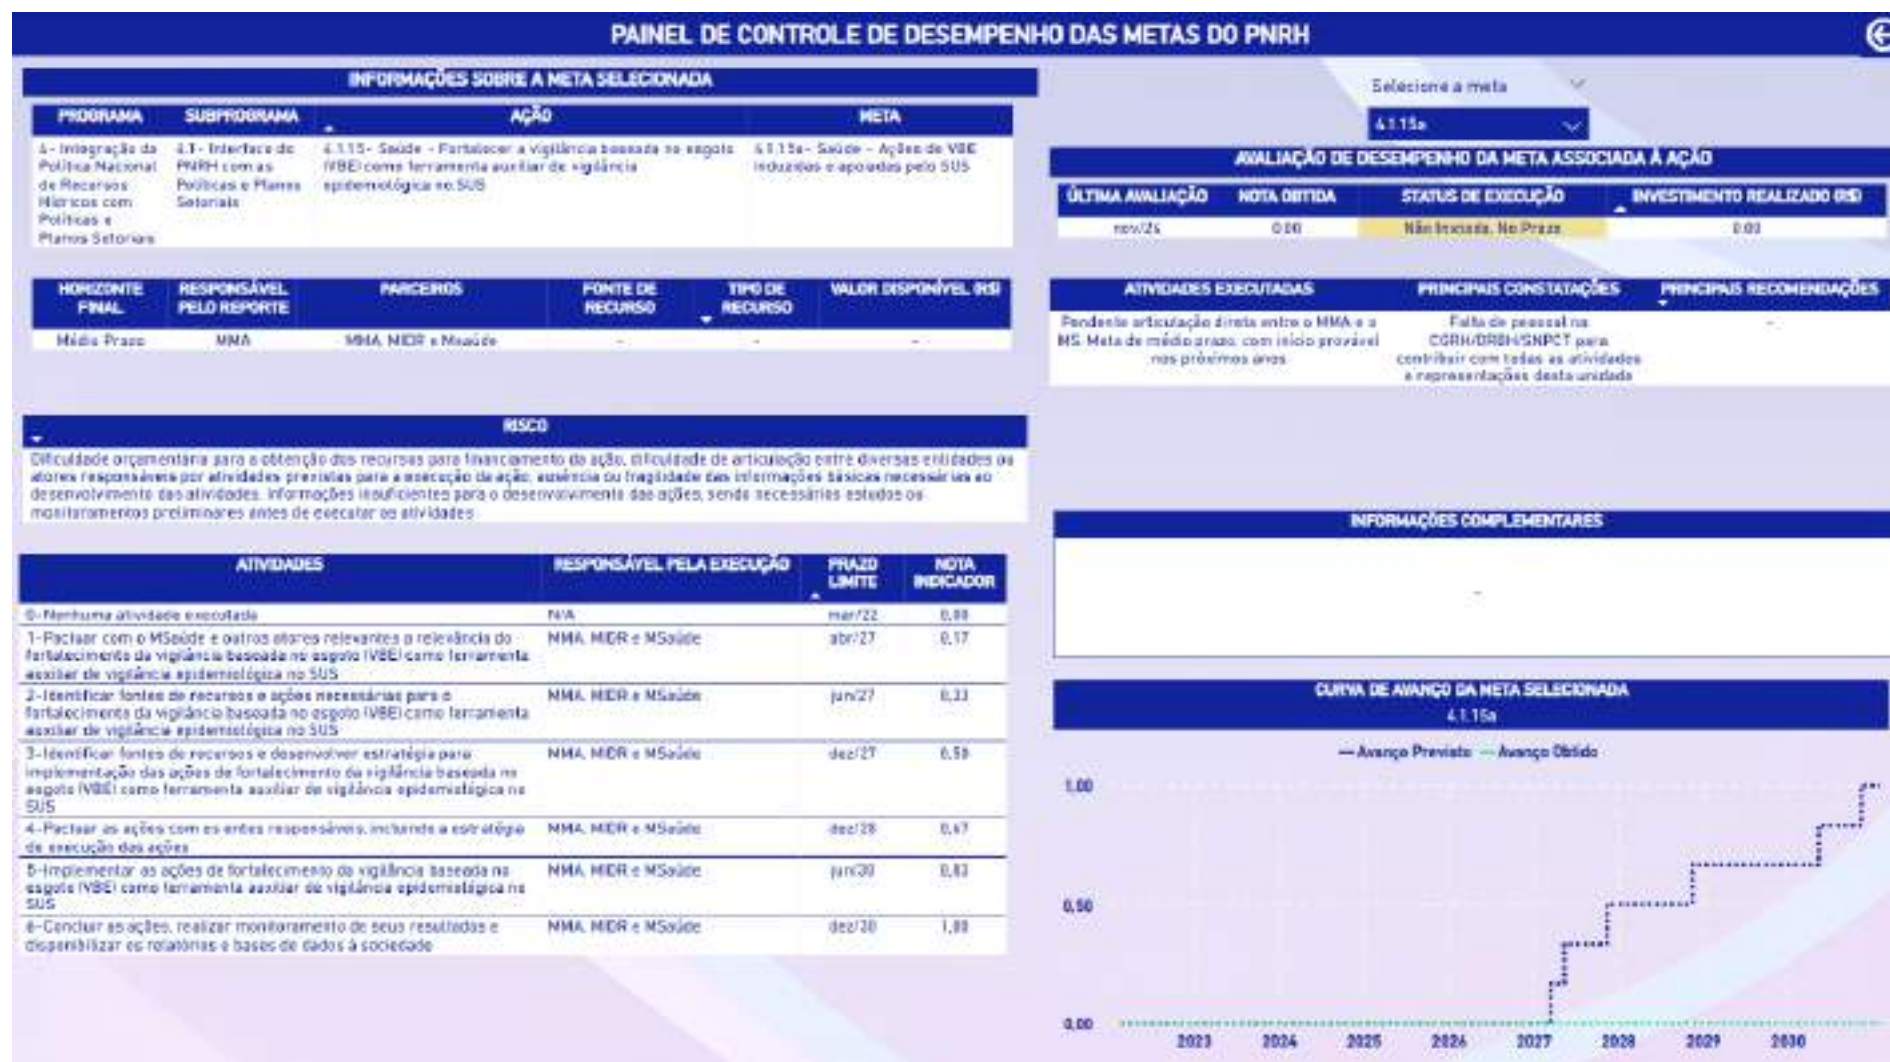 PAINEL DE CONTROLE DE DESEMPENHO DAS METAS DO PNRH
INFORMAÇÕES SOBRE A META SELECIONADA
PROGRAMA SUBPROGRAMA AÇÃO META
4- Integração da Política Nacional de Recursos Hídricos com Políticas e Planos Setoriais
4.1- Interface do PNRH com as Políticas e Planos Setoriais
4.1.15- Saúde - Fortalecer a vigilância baseada no esgoto (VBE) como ferramenta auxiliar de vigilância epidemiológica no SUS
4.1.15a- Saúde - Ações de VBE induzidas e apoiadas pelo SUS
HORIZONTE FINAL RESPONSÁVEL PELO REPORTE PARCEIROS FONTE DE RECURSO TIPO DE RECURSO VALOR DISPONÍVEL (R$)
Médio Prazo MMA MMA, MIDR e Msaúde - - -
RISCO
Dificuldade orçamentária para a obtenção dos recursos para financiamento da ação, dificuldade de articulação entre diversas entidades ou
atores responsáveis por atividades previstas para a execução da ação, ausência ou fragilidade das informações básicas necessárias ao
desenvolvimento das atividades. Informações insuficientes para o desenvolvimento das ações, sendo necessários estudos ou
monitoramentos preliminares antes de executar as atividades
ATIVIDADES RESPONSÁVEL PELA EXECUÇÃO PRAZO LIMITE NOTA INDICADOR
0-Nenhuma atividade executada N/A mar/22 0,00
1-Pactuar com o MSaúde e outros atores relevantes a relevância do
fortalecimento da vigilância baseada no esgoto (VBE) como ferramenta
auxiliar de vigilância epidemiológica no SUS
MMA, MIDR e MSaúde abr/27 0,17
2-Identificar fontes de recursos e ações necessárias para o
fortalecimento da vigilância baseada no esgoto (VBE) como ferramenta
auxiliar de vigilância epidemiológica no SUS
MMA, MIDR e MSaúde jun/27 0,33
3-Identificar fontes de recursos e desenvolver estratégia para
implementação das ações de fortalecimento da vigilância baseada no
esgoto (VBE) como ferramenta auxiliar de vigilância epidemiológica no
SUS
MMA, MIDR e MSaúde dez/27 0,50
4-Pactuar as ações com os entes responsáveis, incluindo a estratégia
de execução das ações
MMA, MIDR e MSaúde dez/28 0,67
5-Implementar as ações de fortalecimento da vigilância baseada no
esgoto (VBE) como ferramenta auxiliar de vigilância epidemiológica no
SUS
MMA, MIDR e MSaúde jun/30 0,83
6-Concluir as ações, realizar monitoramento de seus resultados e
disponibilizar os relatórios e bases de dados à sociedade
MMA, MIDR e MSaúde dez/30 1,00
Selecione a meta
4.1.15a
AVALIAÇÃO DE DESEMPENHO DA META ASSOCIADA À AÇÃO
ÚLTIMA AVALIAÇÃO NOTA OBTIDA STATUS DE EXECUÇÃO INVESTIMENTO REALIZADO (R$)
nov/24 0.00 Não Iniciada. No Prazo 0.00
ATIVIDADES EXECUTADAS PRINCIPAIS CONSTATAÇÕES PRINCIPAIS RECOMENDAÇÕES
Pendente articulação direta entre o MMA e o
MS. Meta de médio prazo, com início provável
nos próximos anos
Falta de pessoal na
CGRH/DRBH/SNPCT para
contribuir com todas as atividades
e representações desta unidade
-
INFORMAÇÕES COMPLEMENTARES
-
CURVA DE AVANÇO DA META SELECIONADA
4.1.15a
Avanço Previsto Avanço Obtido
1,00
0,50
0,00
2023 2024 2025 2026 2027 2028 2029 2030